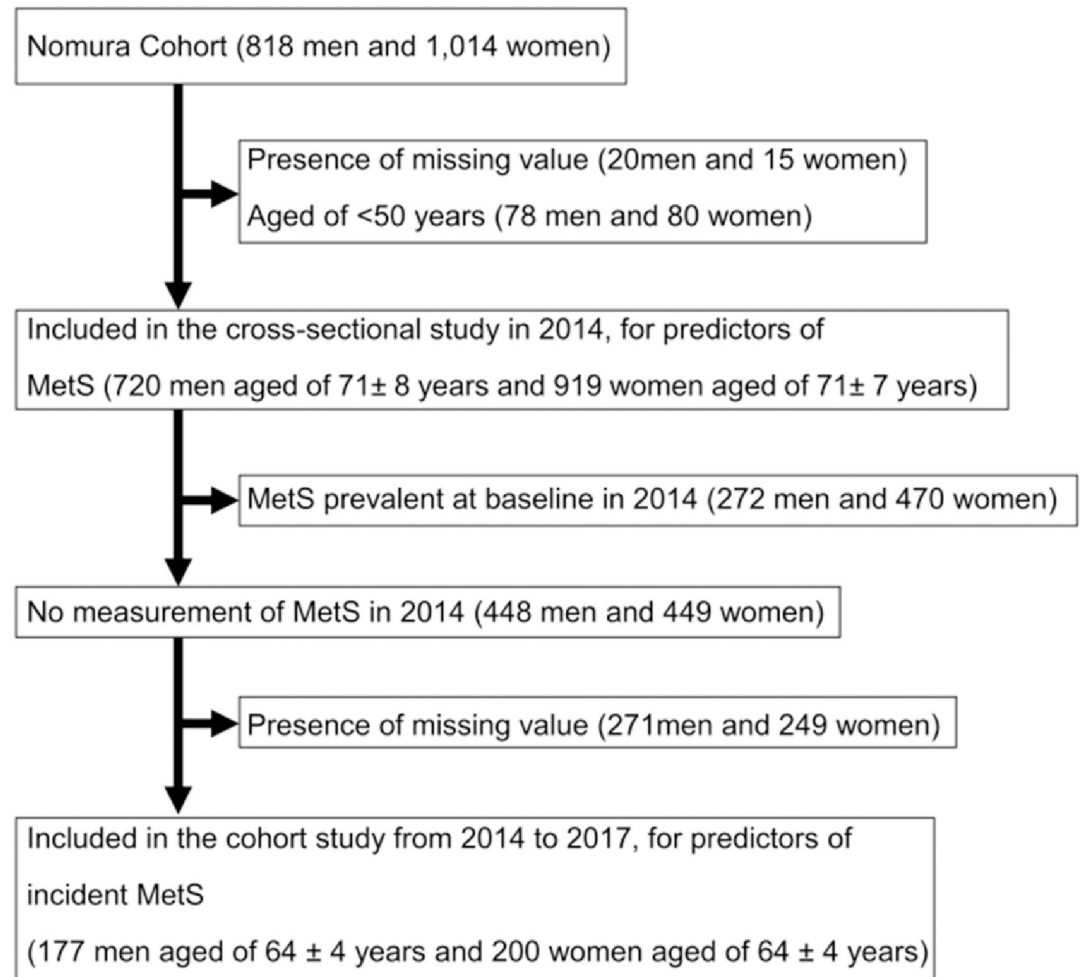 Nomura Cohort (818 men and 1,014 women)
Presence of missing value (20men and 15 women)
Aged of <50 years (78 men and 80 women)
Included in the cross-sectional study in 2014, for predictors of
MetS (720 men aged of 71± 8 years and 919 women aged of 71± 7 years)
MetS prevalent at baseline in 2014 (272 men and 470 women)
No measurement of MetS in 2014 (448 men and 449 women)
Presence of missing value (271men and 249 women)
Included in the cohort study from 2014 to 2017, for predictors of
incident MetS
(177 men aged of 64 ± 4 years and 200 women aged of 64 ± 4 years)